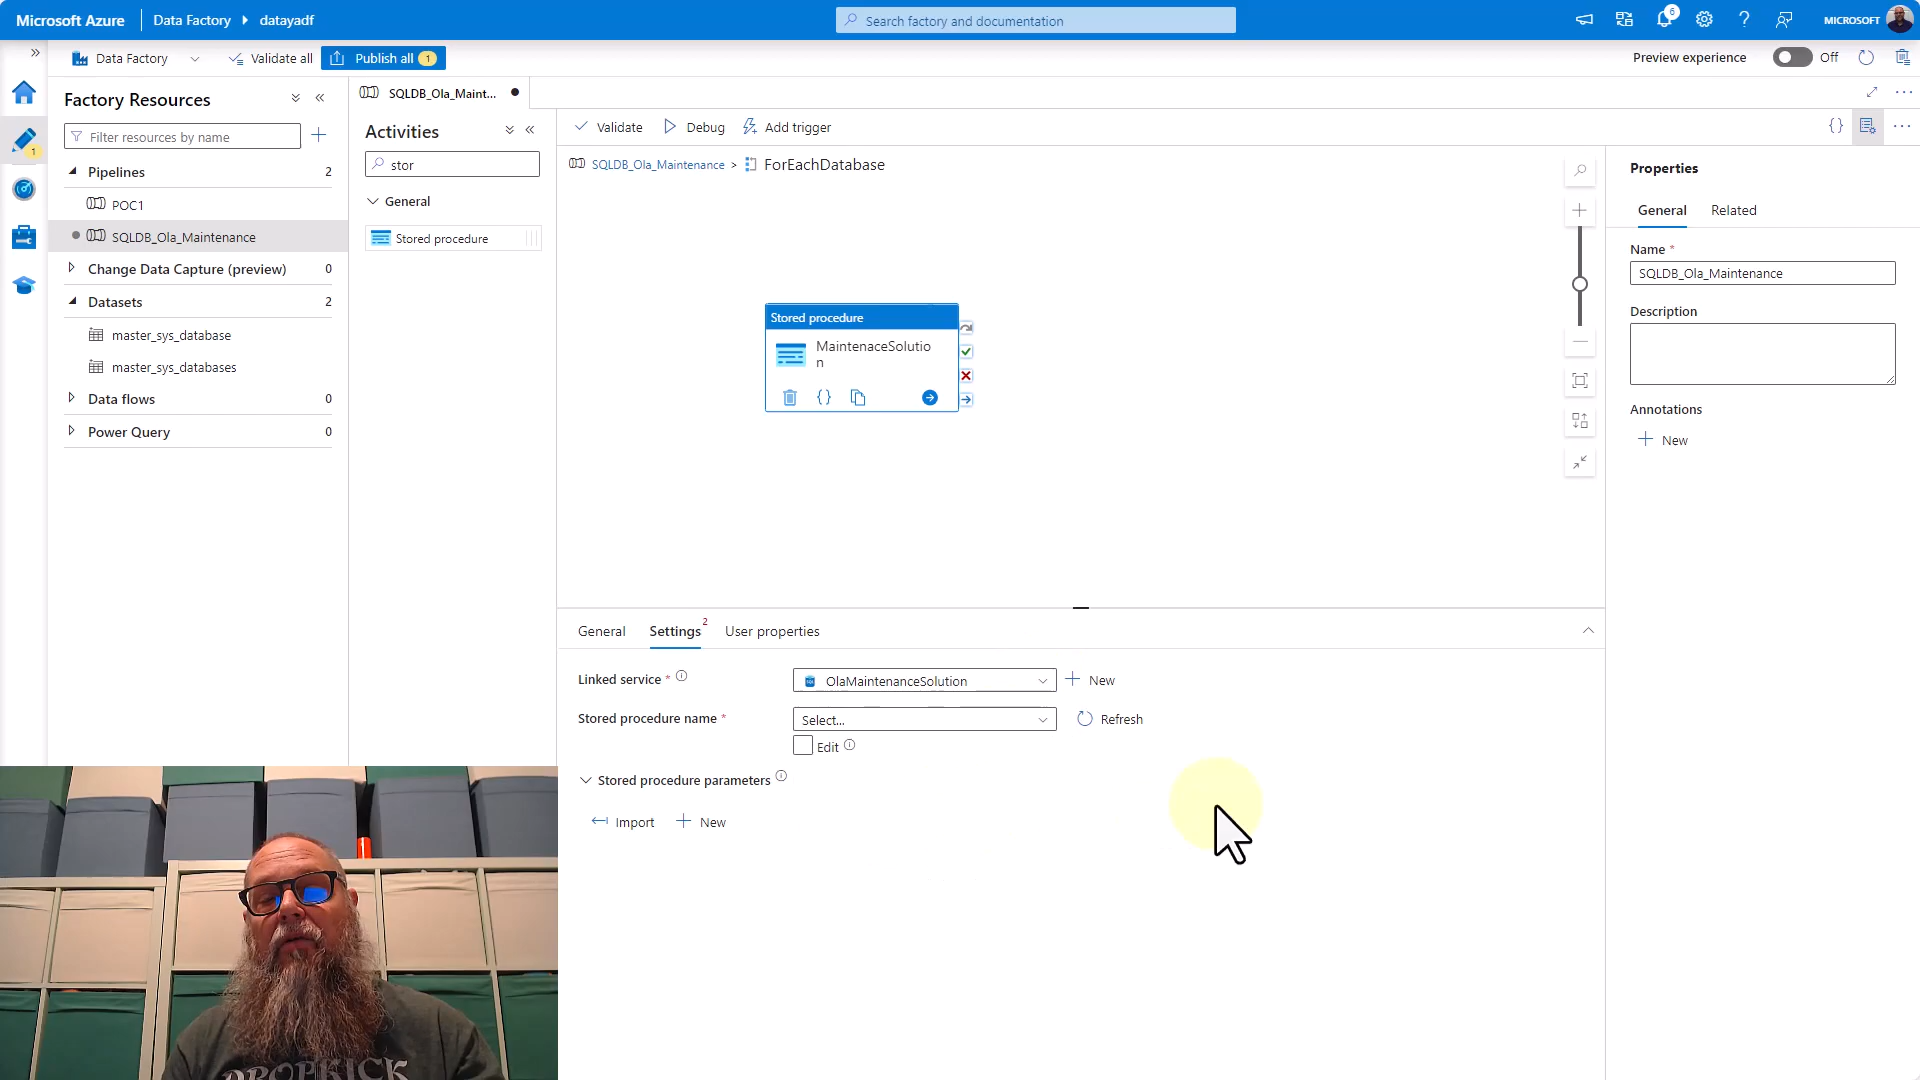 Microsoft Azure
Data Factory
datayadf
Search factory and documentation
6
MICROSOFT
Data Factory
Validate all
Publish all
1
Preview experience
Off
1
Factory Resources
Filter resources by name
Pipelines
2
POC1
SQLDB_Ola_Maintenance
Change Data Capture (preview)
0
Datasets
2
master_sys_database
master_sys_databases
Data flows
0
Power Query
0
SQLDB_Ola_Maint...
Activities
stor
General
Stored procedure
Validate
Debug
Add trigger
SQLDB_Ola_Maintenance > ForEachDatabase
Stored procedure
MaintenaceSolutio
n
General
Settings
2
User properties
Linked service *
OlaMaintenanceSolution
New
Stored procedure name *
Select...
Refresh
Edit
Stored procedure parameters
Import
New
Properties
General
Related
Name *
SQLDB_Ola_Maintenance
Description
Annotations
New
DROPKICK